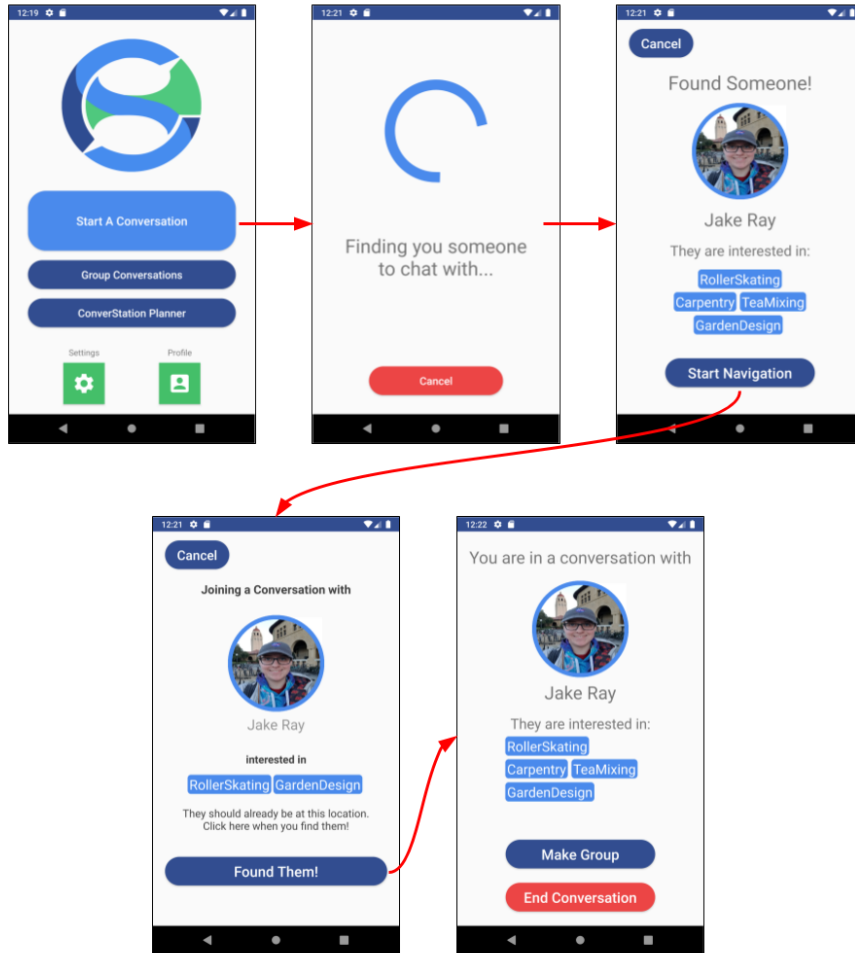 12:19
Start A Conversation
Group Conversations
ConverStation Planner
Settings Profile
12:21
Finding you someone
to chat with...
Cancel
12:21
Cancel
Found Someone!
Jake Ray
They are interested in:
RollerSkating
Carpentry TeaMixing
GardenDesign
Start Navigation
12:21
Cancel
Joining a Conversation with
Jake Ray
interested in
RollerSkating GardenDesign
They should already be at this location.
Click here when you find them!
Found Them!
12:22
You are in a conversation with
Jake Ray
They are interested in:
RollerSkating
Carpentry TeaMixing
GardenDesign
Make Group
End Conversation